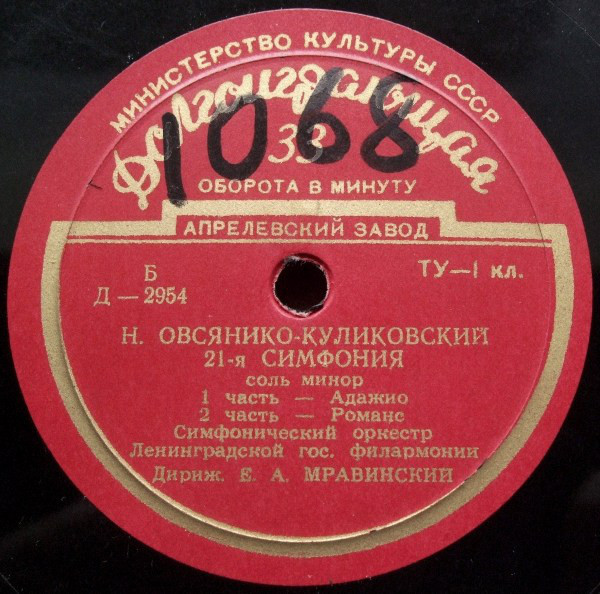 МИНИСТЕРСТВО КУЛЬТУРЫ СССР
Долгоиграющая
1068
33
ОБОРОТА В МИНУТУ
АПРЕЛЕВСКИЙ ЗАВОД
Б
Д — 2954
ТУ—1 кл.
Н. ОВСЯНИКО-КУЛИКОВСКИЙ
21-я СИМФОНИЯ
соль минор
1 часть — Адажио
2 часть — Романс
Симфонический оркестр
Ленинградской гос. филармонии
Дириж. Е. А. МРАВИНСКИЙ